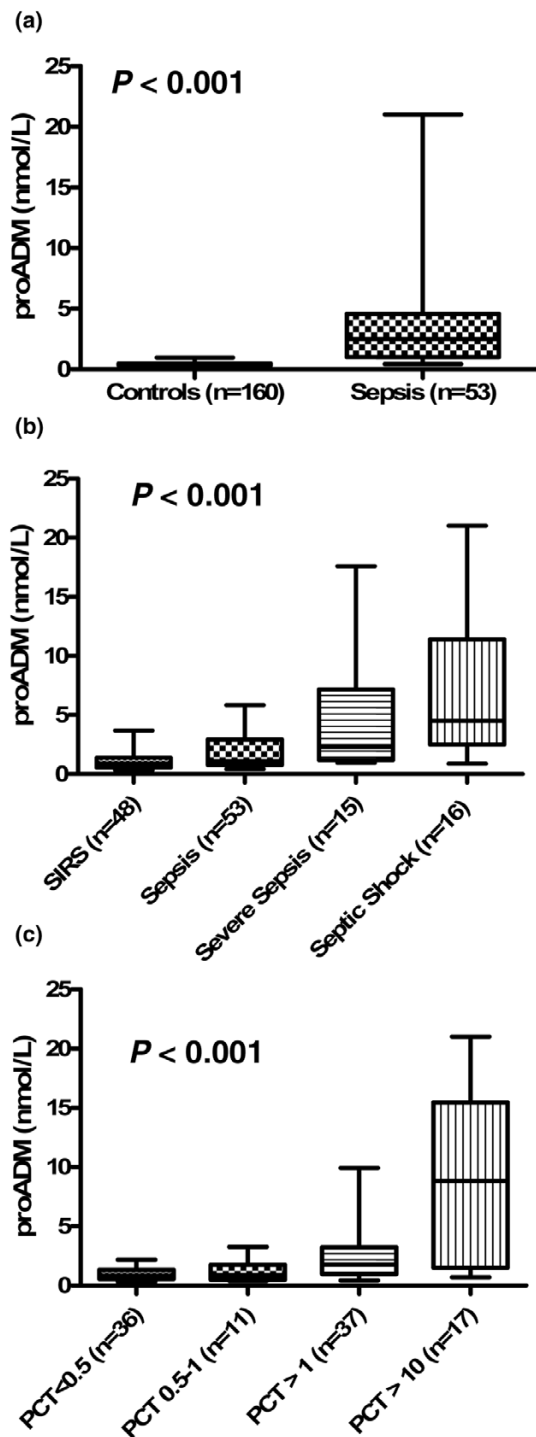 (a)
P < 0.001
proADM (nmol/L)
25
20
15
10
5
0
Controls (n=160) Sepsis (n=53)
(b)
P < 0.001
proADM (nmol/L)
25
20
15
10
5
0
SIRS (n=48)
Sepsis (n=53)
Severe Sepsis (n=15)
Septic Shock (n=16)
(c)
P < 0.001
proADM (nmol/L)
25
20
15
10
5
0
PCT<0.5 (n=36)
PCT 0.5-1 (n=11)
PCT > 1 (n=37)
PCT > 10 (n=17)